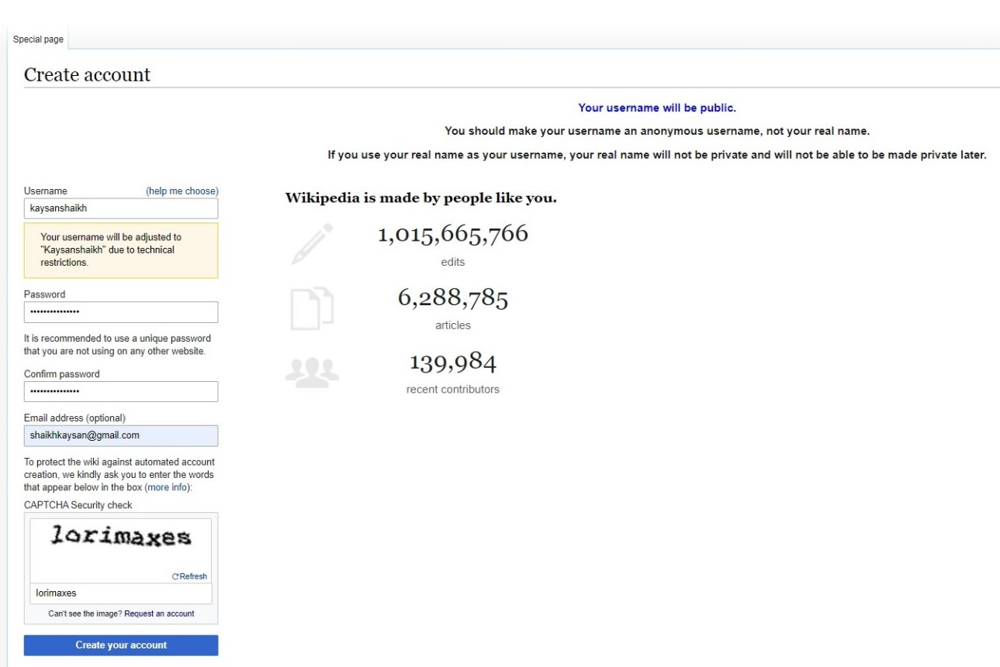 Special page
Create account
Your username will be public.
You should make your username an anonymous username, not your real name.
If you use your real name as your username, your real name will not be private and will not be able to be made private later.
Username (help me choose)
kaysanshaikh
Your username will be adjusted to
"Kaysanshaikh" due to technical
restrictions.
Password
•••••••••••••••
It is recommended to use a unique password
that you are not using on any other website.
Confirm password
•••••••••••••••
Email address (optional)
shaikhkaysan@gmail.com
To protect the wiki against automated account
creation, we kindly ask you to enter the words
that appear below in the box (more info):
CAPTCHA Security check
lorimaxes
Refresh
lorimaxes
Can't see the image? Request an account
Create your account
Wikipedia is made by people like you.
1,015,665,766
edits
6,288,785
articles
139,984
recent contributors